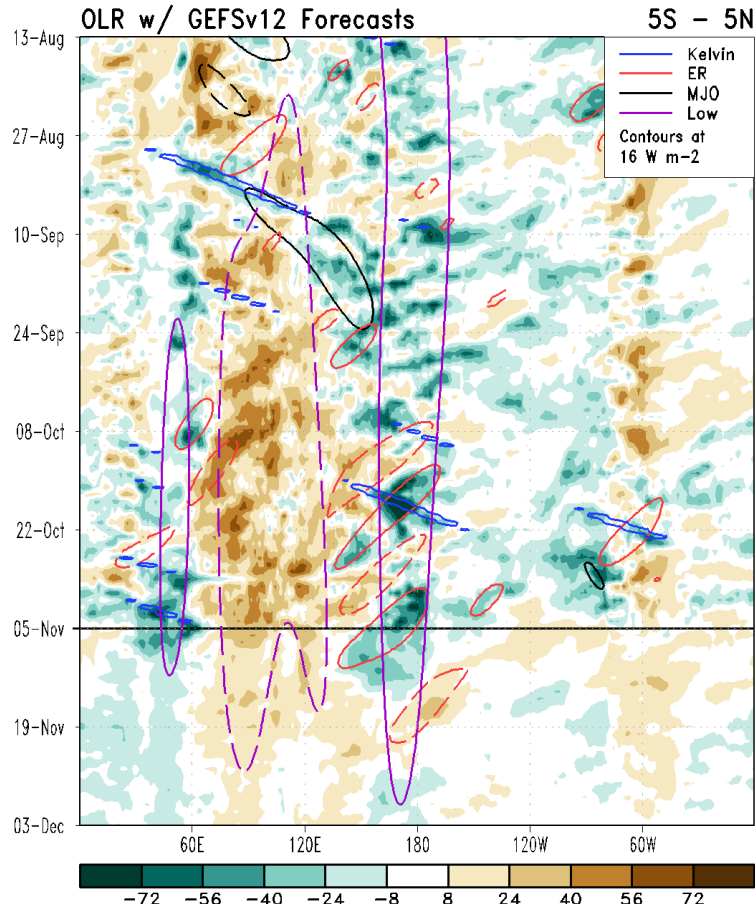 OLR w/ GEFSv12 Forecasts 5S - 5N
13-Aug
27-Aug
10-Sep
24-Sep
08-Oct
22-Oct
05-Nov
19-Nov
03-Dec
Kelvin
ER
MJO
Low
Contours at
16 W m-2
60E 120E 180 120W 60W
-72 -56 -40 -24 -8 8 24 40 56 72